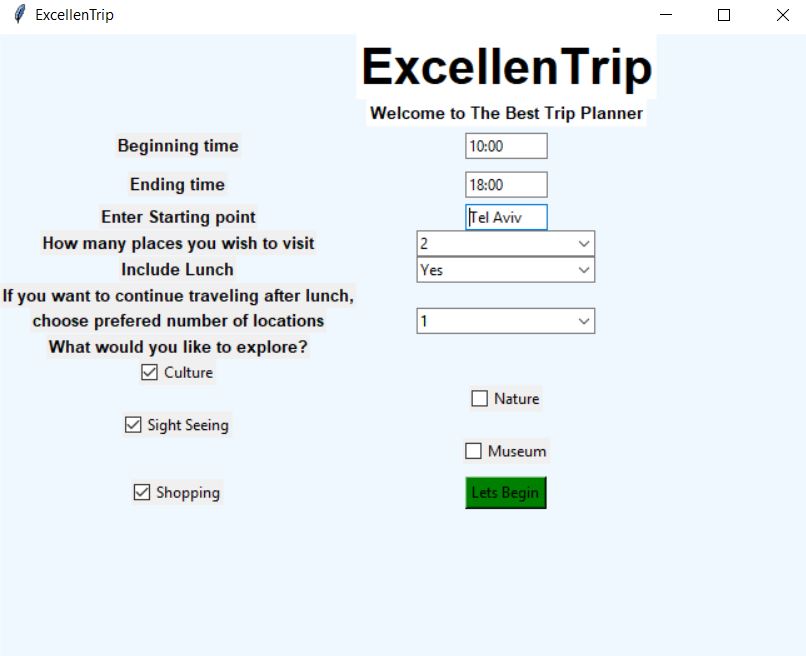 ExcellenTrip
ExcellenTrip
Welcome to The Best Trip Planner
Beginning time
10:00
Ending time
18:00
Enter Starting point
Tel Aviv
How many places you wish to visit
2
Include Lunch
Yes
If you want to continue traveling after lunch,
choose prefered number of locations
1
What would you like to explore?
Culture
Nature
Sight Seeing
Museum
Shopping
Lets Begin